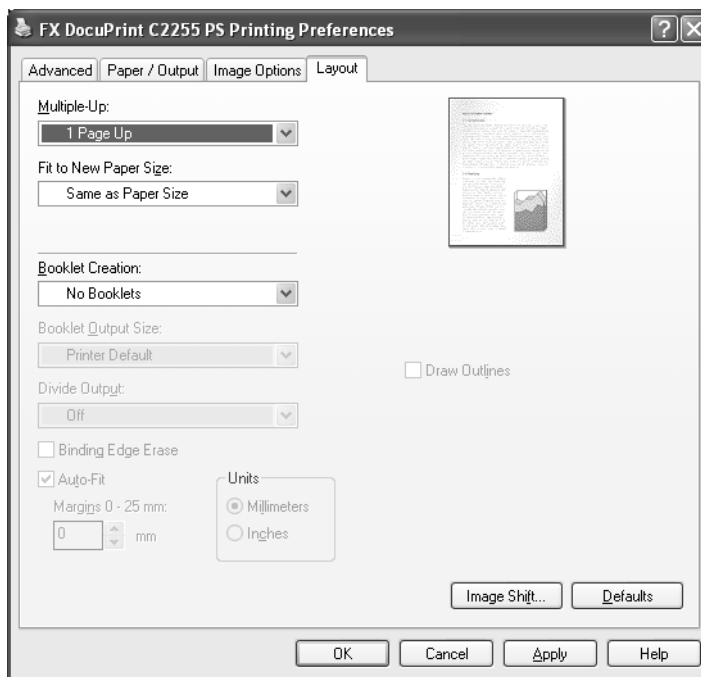 FX DocuPrint C2255 PS Printing Preferences
Advanced
Paper / Output
Image Options
Layout
Multiple-Up:
1 Page Up
Fit to New Paper Size:
Same as Paper Size
Booklet Creation:
No Booklets
Booklet Output Size:
Printer Default
Draw Outlines
Divide Output:
Off
Binding Edge Erase
Auto-Fit
Units
Margins 0 - 25 mm:
Millimeters
0
mm
Inches
Image Shift...
Defaults
OK
Cancel
Apply
Help